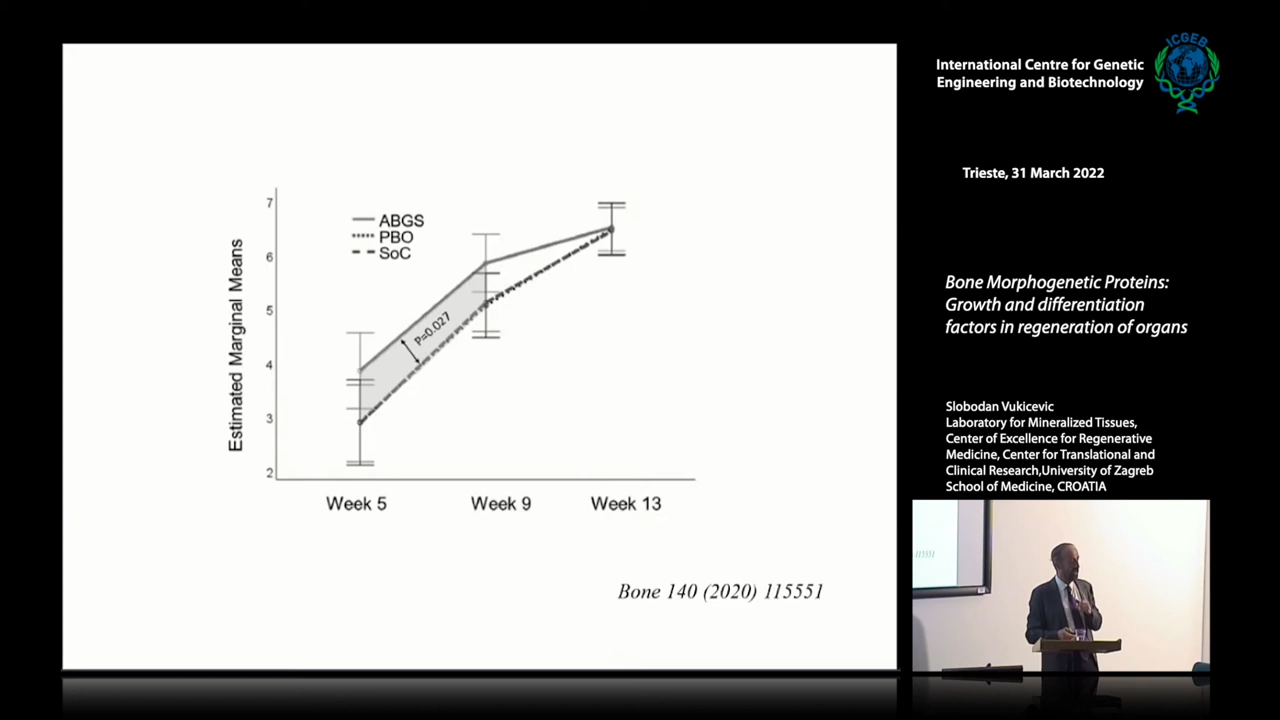 ABGS
PBO
SoC
Estimated Marginal Means
7
6
5
4
3
2
P=0.027
Week 5
Week 9
Week 13
Bone 140 (2020) 115551
International Centre for Genetic
Engineering and Biotechnology
ICGEB
Trieste, 31 March 2022
Bone Morphogenetic Proteins:
Growth and differentiation
factors in regeneration of organs
Slobodan Vukicevic
Laboratory for Mineralized Tissues,
Center of Excellence for Regenerative
Medicine, Center for Translational and
Clinical Research,University of Zagreb
School of Medicine, CROATIA
115551